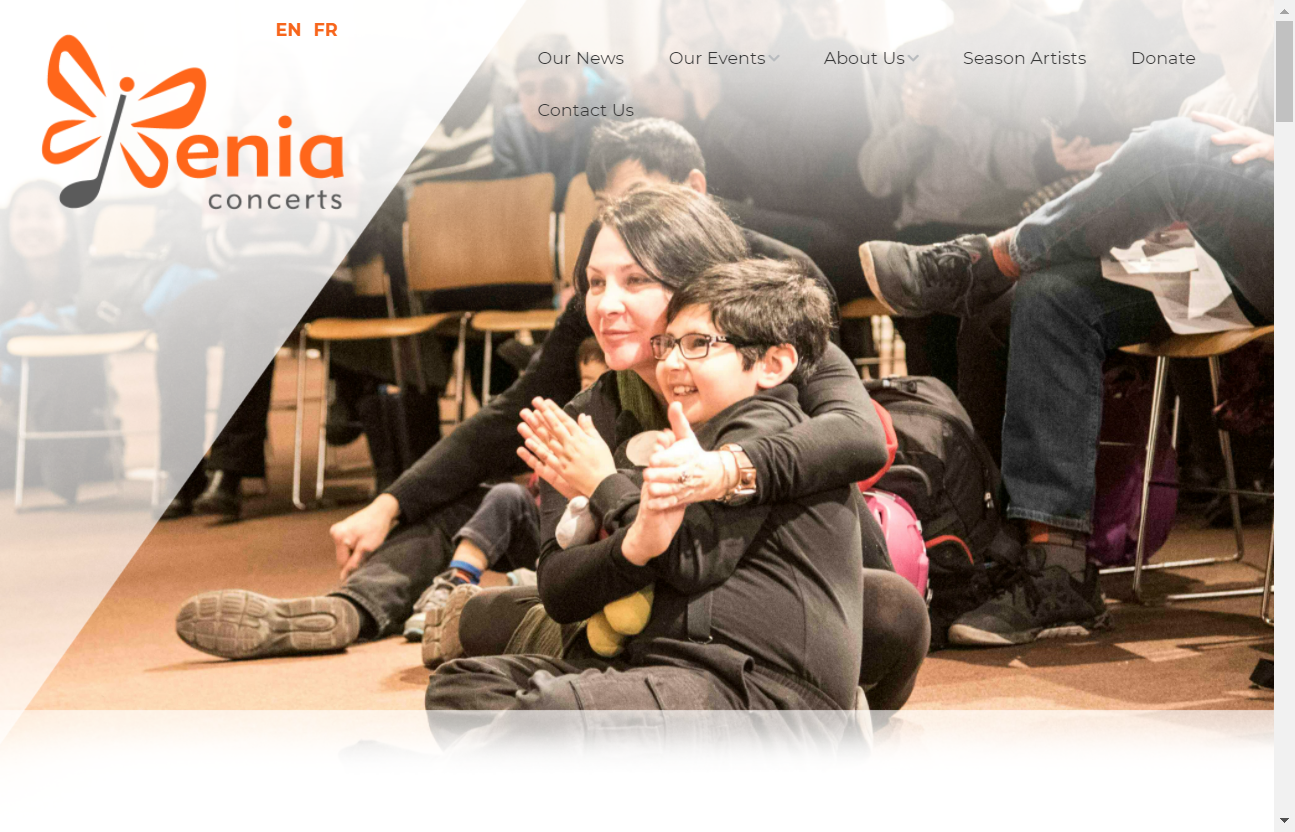 EN FR
Xenia
concerts
Our News Our Events About Us Season Artists Donate
Contact Us